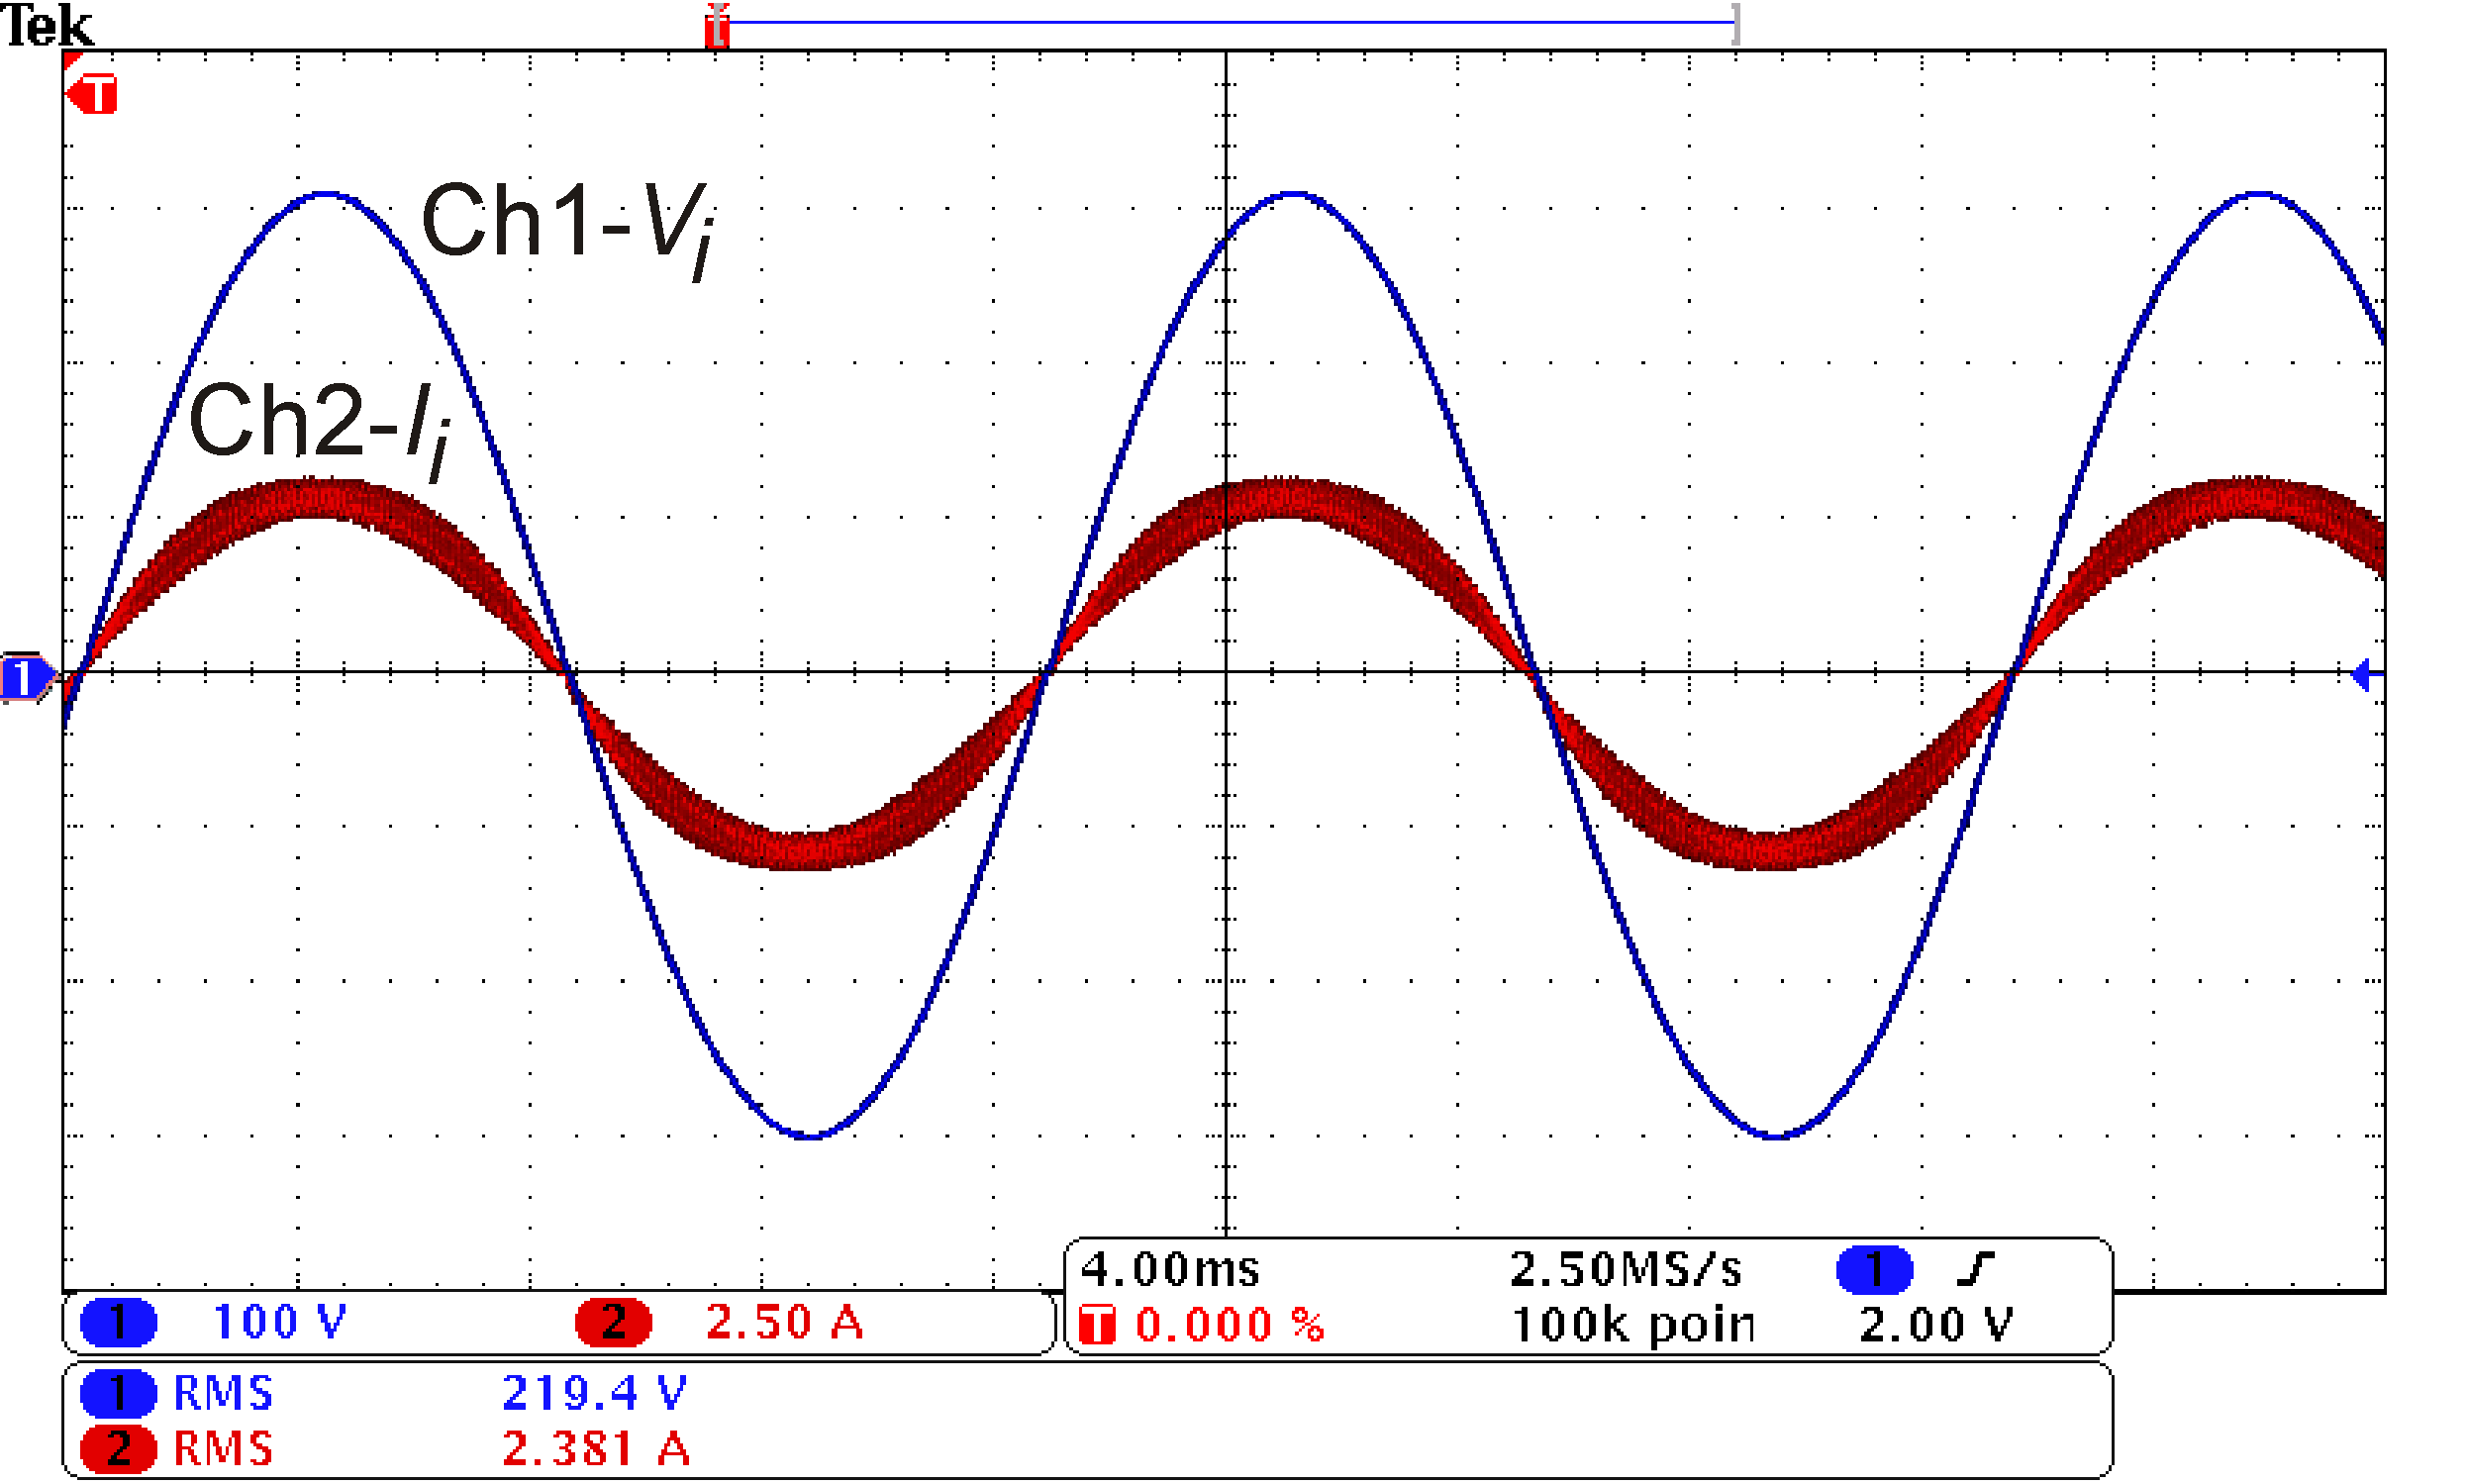 Tek
T
T
Ch1-Vi
Ch2-Ii
1
4.00ms 2.50MS/s 1
1 100 V 2 2.50 A T 0.000 % 100k poin 2.00 V
1 RMS 219.4 V
2 RMS 2.381 A